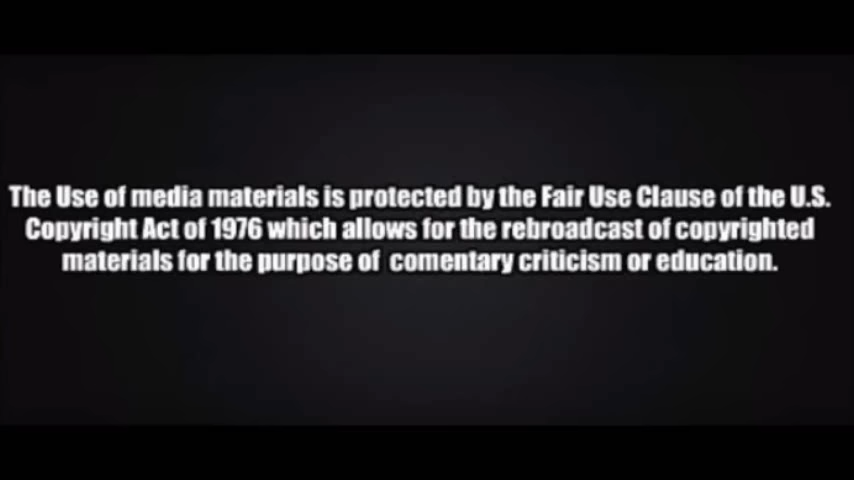 The Use of media materials is protected by the Fair Use Clause of the U.S.
Copyright Act of 1976 which allows for the rebroadcast of copyrighted
materials for the purpose of comentary criticism or education.